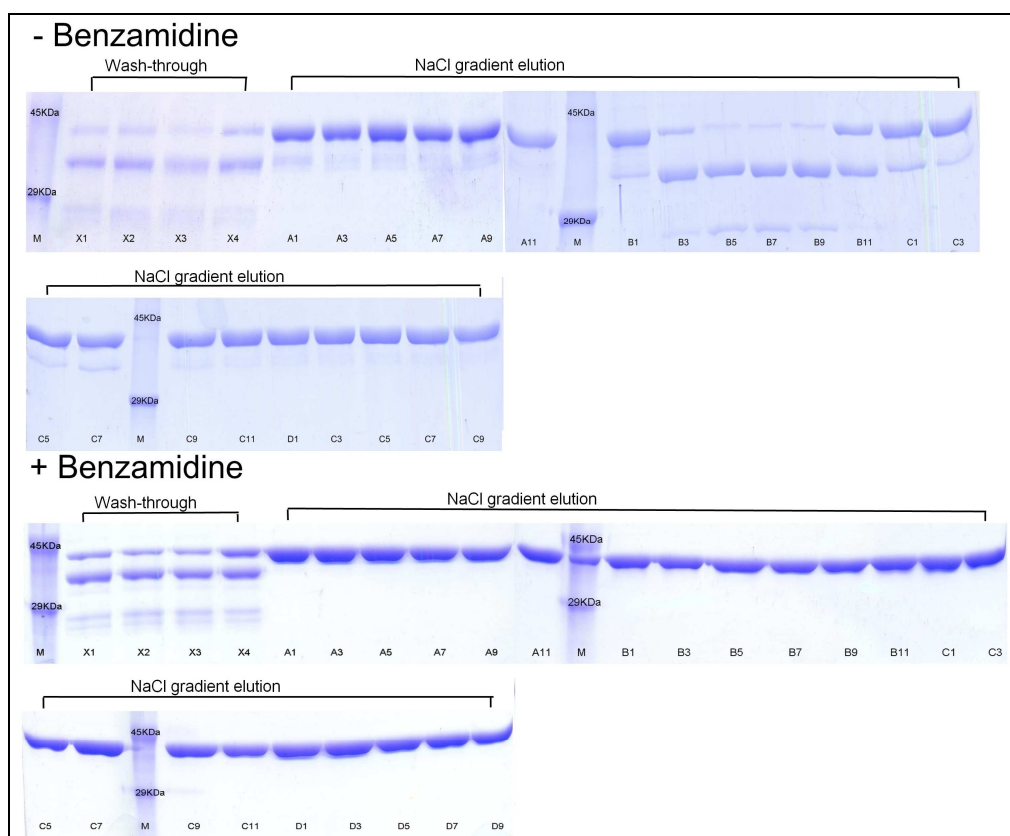 - Benzamidine
Wash-through
NaCl gradient elution
45KDa
45KDa
29KDa
29KDa
M X1 X2 X3 X4 A1 A3 A5 A7 A9 A11 M B1 B3 B5 B7 B9 B11 C1 C3
NaCl gradient elution
45KDa
29KDa
C5 C7 M C9 C11 D1 C3 C5 C7 C9
+ Benzamidine
Wash-through
NaCl gradient elution
45KDa
45KDa
29KDa
29KDa
M X1 X2 X3 X4 A1 A3 A5 A7 A9 A11 M B1 B3 B5 B7 B9 B11 C1 C3
NaCl gradient elution
45KDa
29KDa
C5 C7 M C9 C11 D1 D3 D5 D7 D9